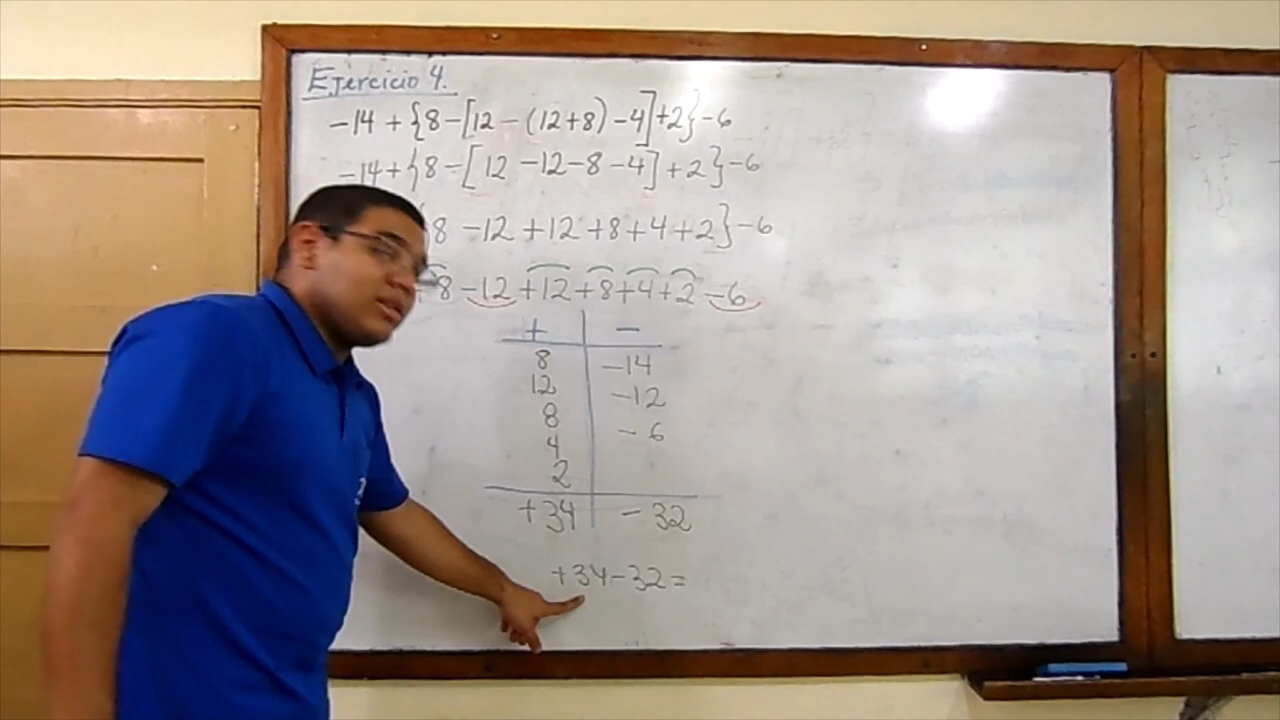 Ejercicio 4.
-14 + {8 - [12 - (12+8) - 4] + 2} - 6
-14 + {8 - [12 - 12 - 8 - 4] + 2} - 6
{8 - 12 + 12 + 8 + 4 + 2} - 6
+8 - 12 + 12 + 8 + 4 + 2 - 6
+ -
8 -14
12 -12
8 - 6
4
2
+34 - 32
+34 - 32 =